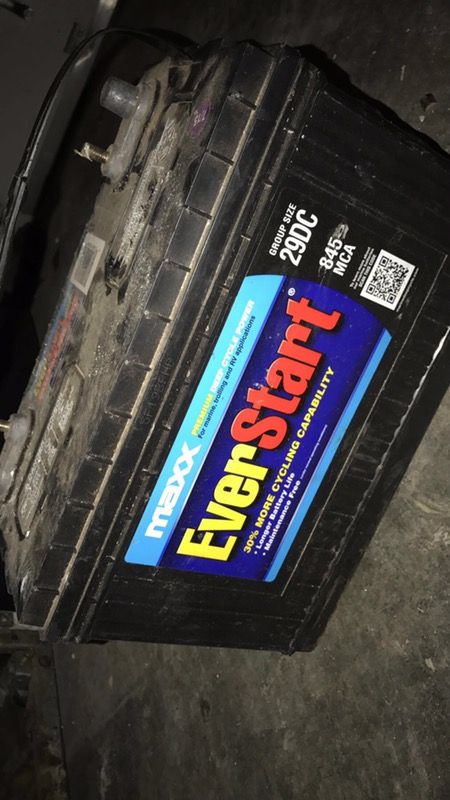 GROUP SIZE
29DC
845
MCA
maxx
PREMIUM DEEP CYCLE POWER
For marine, trolling and RV applications
EverStart®
30% MORE CYCLING CAPABILITY
• Longer Battery Life
• Maintenance Free